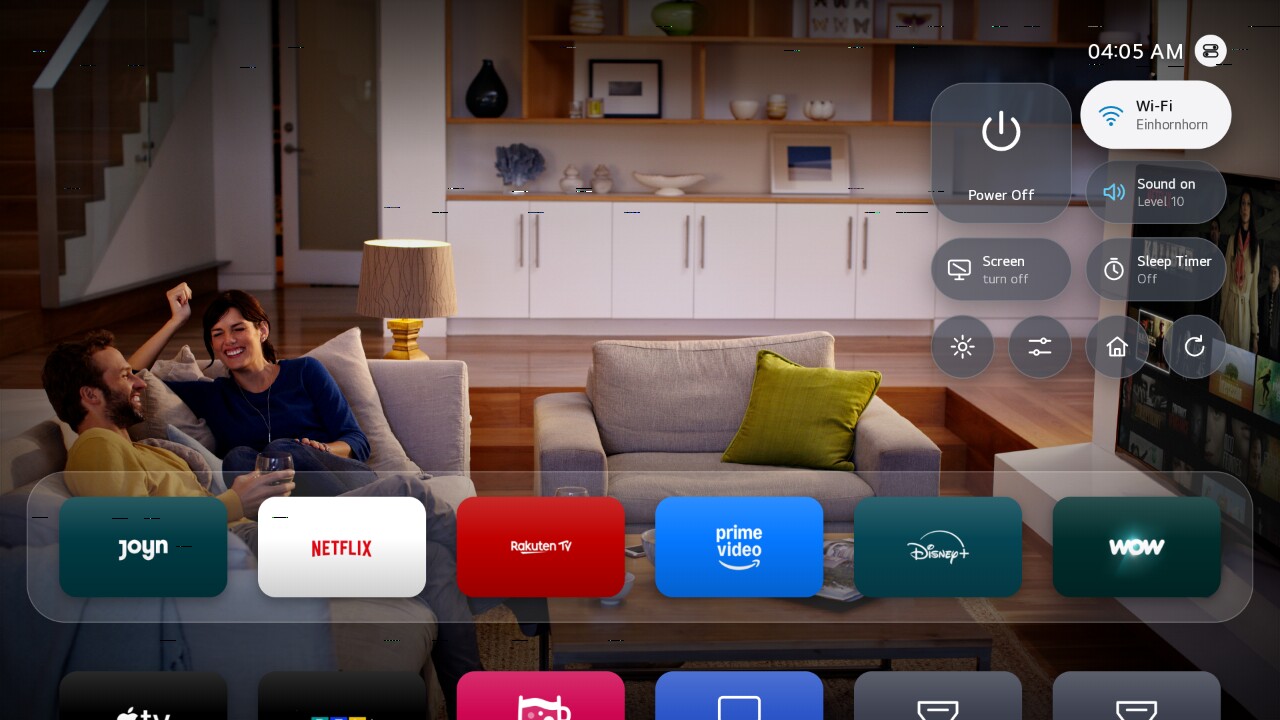 04:05 AM
Wi-Fi
Einhornhorn
Power Off
Sound on
Level 10
Screen
turn off
Sleep Timer
Off
joyn
NETFLIX
Rakuten TV
prime
video
Disney+
WOW
tv